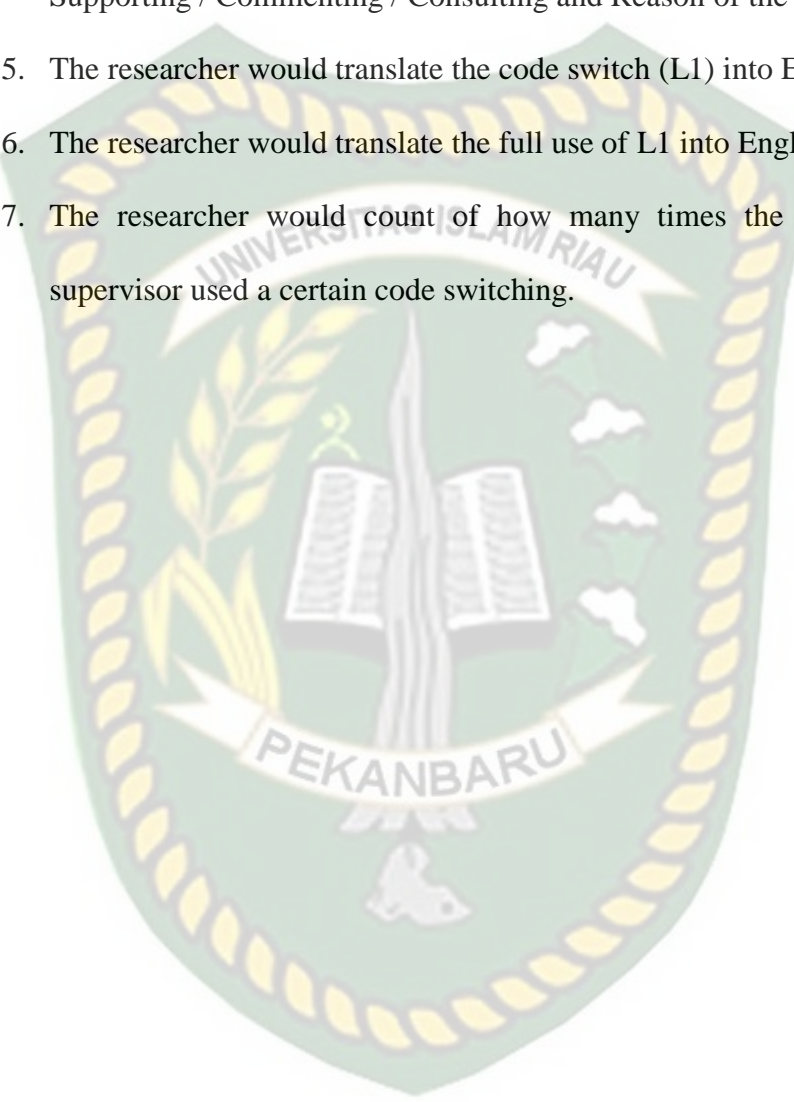 Supporting / Commenting / Consulting and Reason of the
5. The researcher would translate the code switch (L1) into E
6. The researcher would translate the full use of L1 into Engl
7. The researcher would count of how many times the
supervisor used a certain code switching.
UNIVERSITAS ISLAM RIAU
PEKANBARU